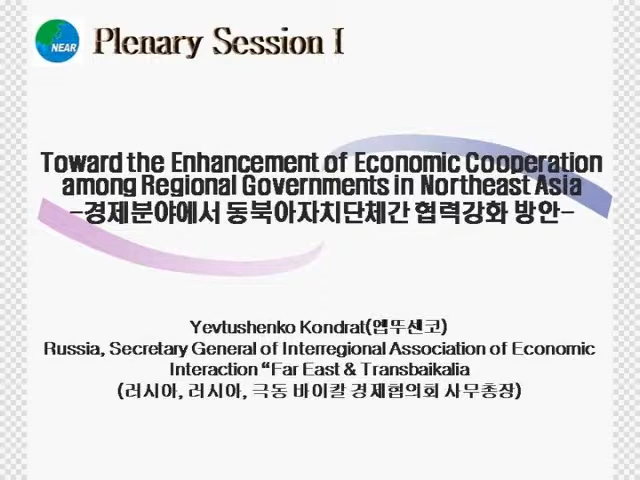 NEAR
Plenary Session I
Toward the Enhancement of Economic Cooperation
among Regional Governments in Northeast Asia
-경제분야에서 동북아자치단체간 협력강화 방안-
Yevtushenko Kondrat(엡뚜센코)
Russia, Secretary General of Interregional Association of Economic
Interaction “Far East & Transbaikalia
(러시아, 러시아, 극동 바이칼 경제협의회 사무총장)